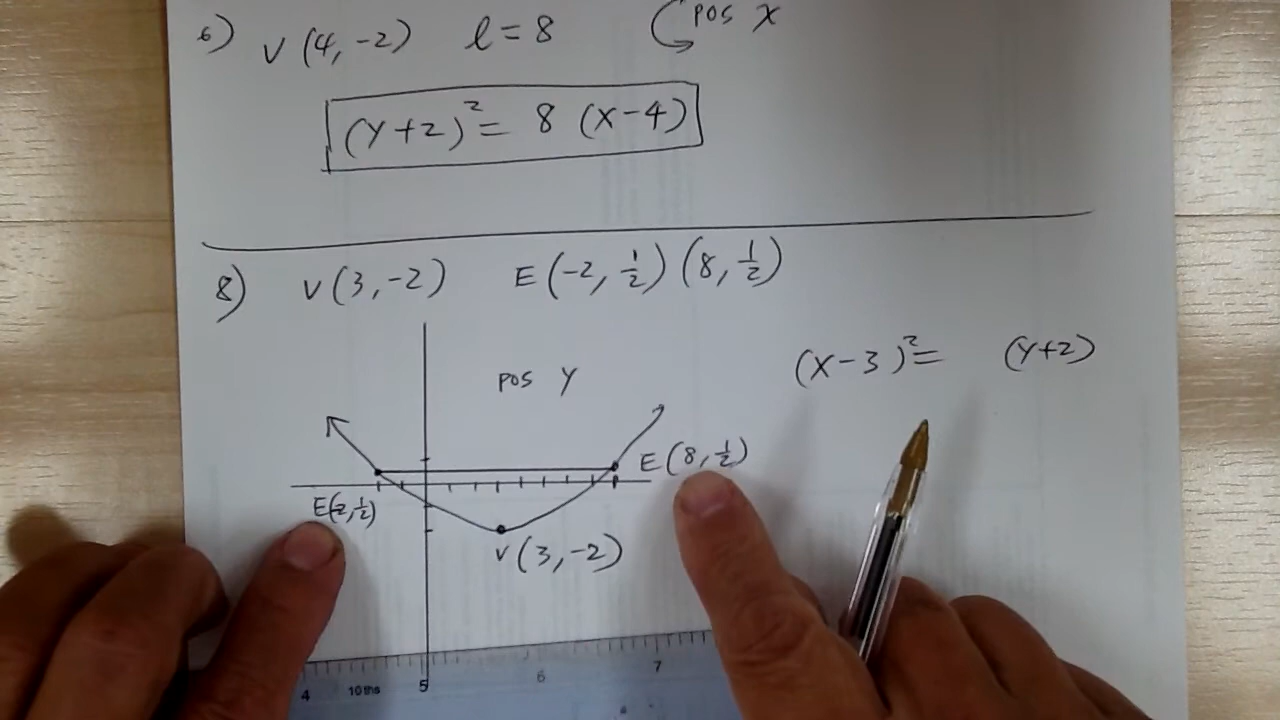 6) V (4, -2) l = 8 pos x
(y+2)² = 8 (x-4)
8) V (3, -2) E (-2, 1/2) (8, 1/2)
(x-3)² = (y+2)
pos y
E (8, 1/2)
E(-2, 1/2)
V (3, -2)
4 10ths 5 6 7